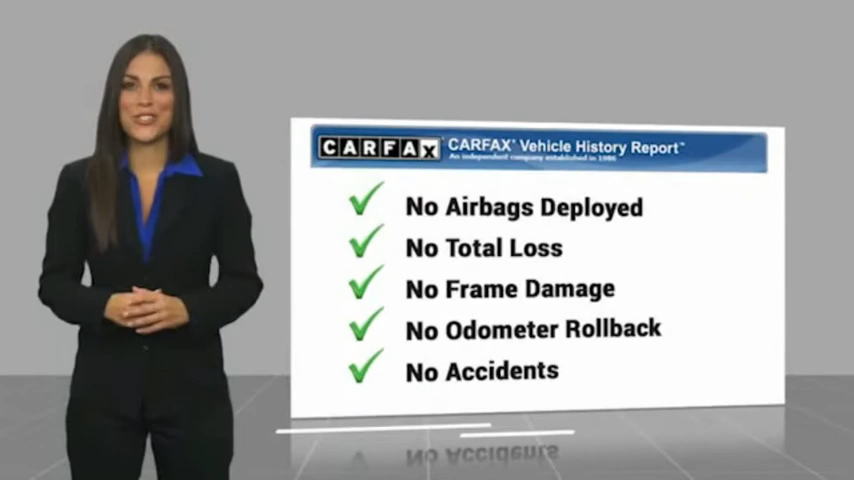 CARFAX CARFAX® Vehicle History Report™
An independent company established in 1986
No Airbags Deployed
No Total Loss
No Frame Damage
No Odometer Rollback
No Accidents
No Accidents